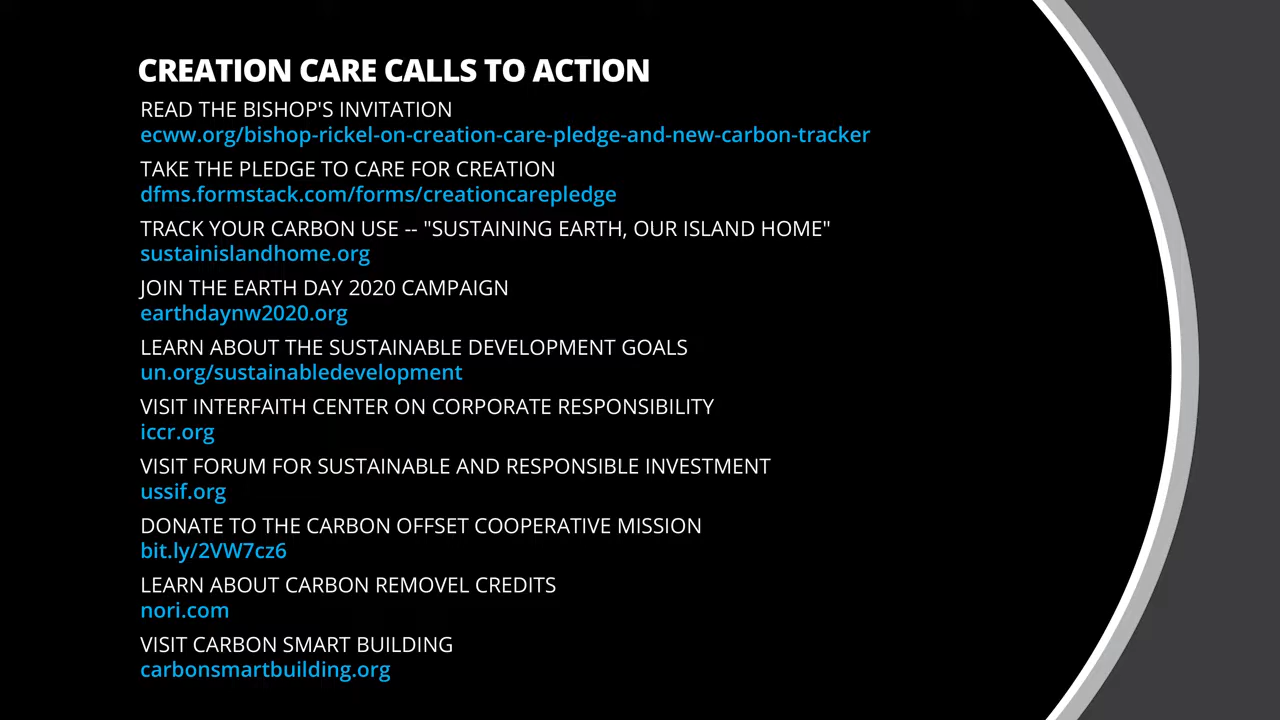 CREATION CARE CALLS TO ACTION
READ THE BISHOP'S INVITATION
ecww.org/bishop-rickel-on-creation-care-pledge-and-new-carbon-tracker
TAKE THE PLEDGE TO CARE FOR CREATION
dfms.formstack.com/forms/creationcarepledge
TRACK YOUR CARBON USE -- "SUSTAINING EARTH, OUR ISLAND HOME"
sustainislandhome.org
JOIN THE EARTH DAY 2020 CAMPAIGN
earthdaynw2020.org
LEARN ABOUT THE SUSTAINABLE DEVELOPMENT GOALS
un.org/sustainabledevelopment
VISIT INTERFAITH CENTER ON CORPORATE RESPONSIBILITY
iccr.org
VISIT FORUM FOR SUSTAINABLE AND RESPONSIBLE INVESTMENT
ussif.org
DONATE TO THE CARBON OFFSET COOPERATIVE MISSION
bit.ly/2VW7cz6
LEARN ABOUT CARBON REMOVEL CREDITS
nori.com
VISIT CARBON SMART BUILDING
carbonsmartbuilding.org